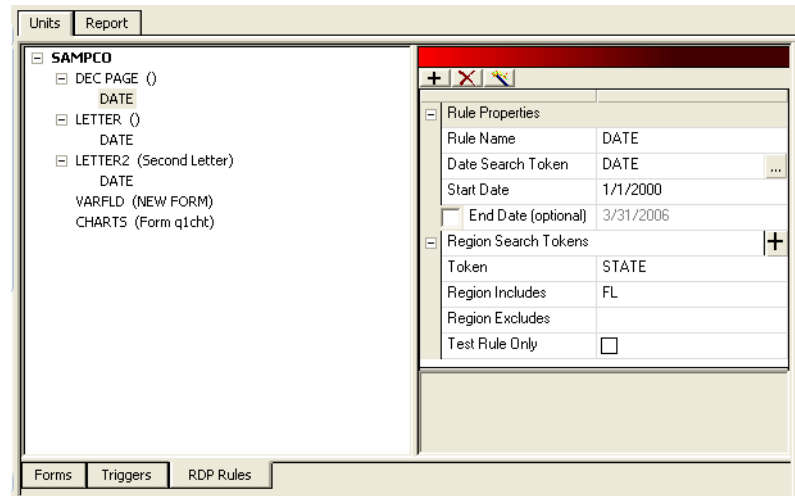 Units Report
SAMPCO
DEC PAGE ()
DATE
LETTER ()
DATE
LETTER2 (Second Letter)
DATE
VARFLD (NEW FORM)
CHARTS (Form q1cht)
Rule Properties
Rule Name DATE
Date Search Token DATE ...
Start Date 1/1/2000
End Date (optional) 3/31/2006
Region Search Tokens
Token STATE
Region Includes FL
Region Excludes
Test Rule Only
Forms Triggers RDP Rules